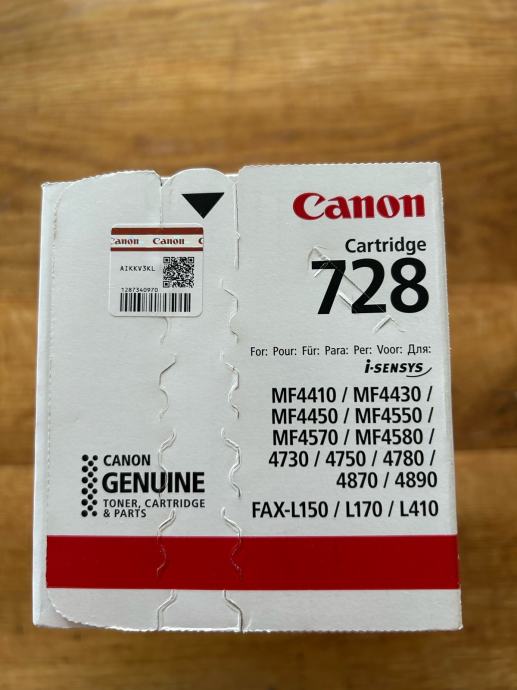 Canon
Cartridge
728
For: Pour: Für: Para: Per: Voor: Для:
i-SENSYS
MF4410 / MF4430 /
MF4450 / MF4550 /
MF4570 / MF4580 /
4730 / 4750 / 4780 /
4870 / 4890
FAX-L150 / L170 / L410
Canon Canon C
AIKKV3KL
1287340970
CANON
GENUINE
TONER, CARTRIDGE
& PARTS